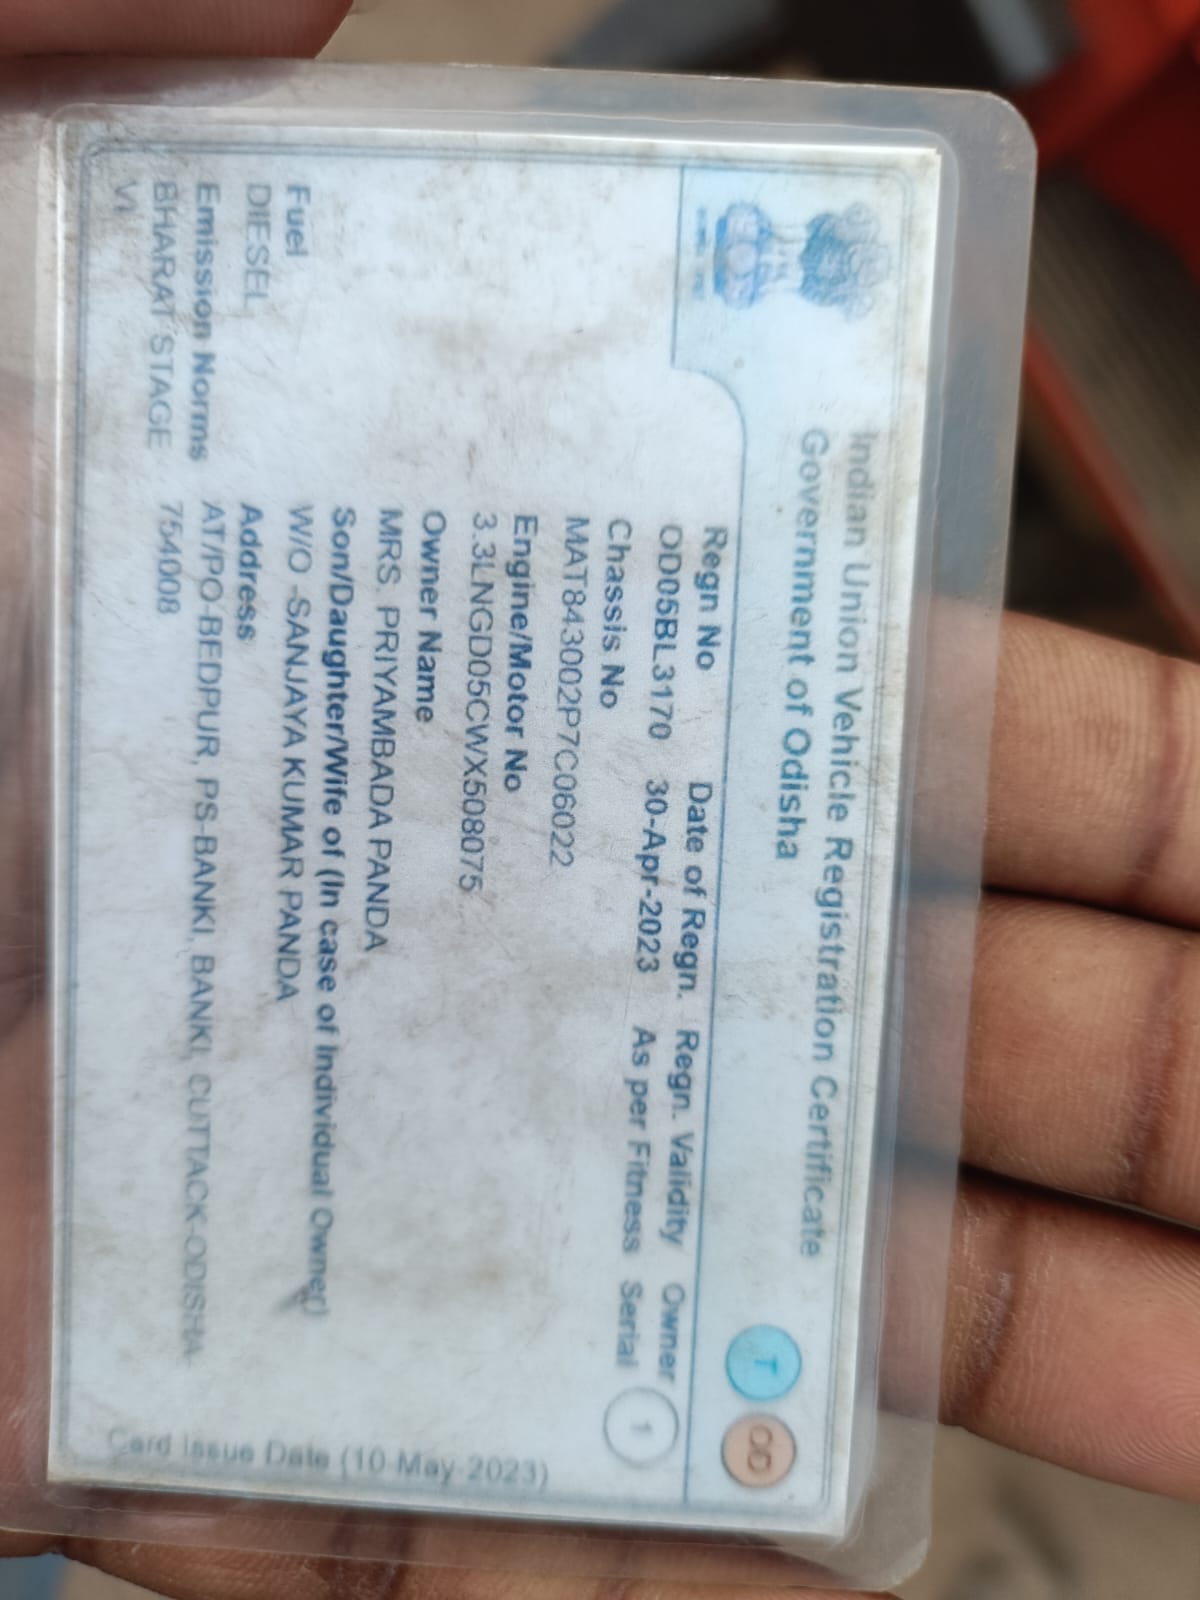 Indian Union Vehicle Registration Certificate
Government of Odisha
T OD
Regn No Date of Regn. Regn. Validity Owner
OD05BL3170 30-Apr-2023 As per Fitness Serial 1
Chassis No
MAT843002P7C06022
Engine/Motor No
3.3LNGD05CWX508075
Owner Name
MRS. PRIYAMBADA PANDA
Son/Daughter/Wife of (In case of Individual Owner)
W/O -SANJAYA KUMAR PANDA
Fuel
DIESEL
Emission Norms
BHARAT STAGE
VI
Address
AT/PO-BEDPUR, PS-BANKI, BANKI, CUTTACK-ODISHA-
754008
Card Issue Date (10-May-2023)